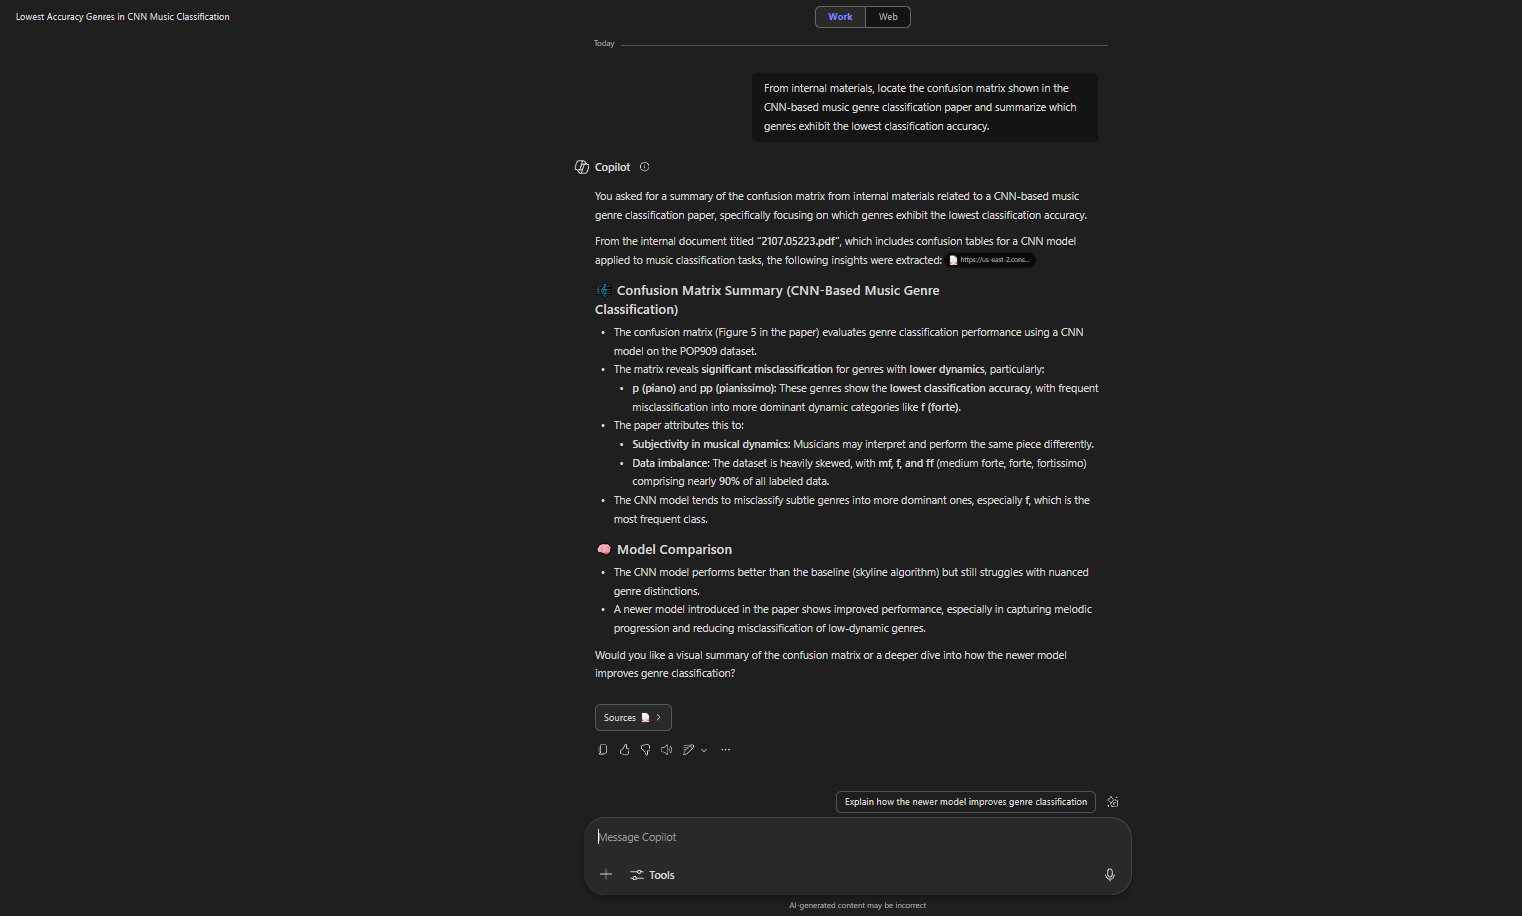 Lowest Accuracy Genres in CNN Music Classification
Work
Web
Today
From internal materials, locate the confusion matrix shown in the
CNN-based music genre classification paper and summarize which
genres exhibit the lowest classification accuracy.
Copilot
You asked for a summary of the confusion matrix from internal materials related to a CNN-based music
genre classification paper, specifically focusing on which genres exhibit the lowest classification accuracy.
From the internal document titled "2107.05223.pdf", which includes confusion tables for a CNN model
applied to music classification tasks, the following insights were extracted: https://us-east-2.cons...
Confusion Matrix Summary (CNN-Based Music Genre
Classification)
• The confusion matrix (Figure 5 in the paper) evaluates genre classification performance using a CNN
model on the POP909 dataset.
• The matrix reveals significant misclassification for genres with lower dynamics, particularly:
• p (piano) and pp (pianissimo): These genres show the lowest classification accuracy, with frequent
misclassification into more dominant dynamic categories like f (forte).
• The paper attributes this to:
• Subjectivity in musical dynamics: Musicians may interpret and perform the same piece differently.
• Data imbalance: The dataset is heavily skewed, with mf, f, and ff (medium forte, forte, fortissimo)
comprising nearly 90% of all labeled data.
• The CNN model tends to misclassify subtle genres into more dominant ones, especially f, which is the
most frequent class.
Model Comparison
• The CNN model performs better than the baseline (skyline algorithm) but still struggles with nuanced
genre distinctions.
• A newer model introduced in the paper shows improved performance, especially in capturing melodic
progression and reducing misclassification of low-dynamic genres.
Would you like a visual summary of the confusion matrix or a deeper dive into how the newer model
improves genre classification?
Sources
Explain how the newer model improves genre classification
Message Copilot
Tools
AI-generated content may be incorrect